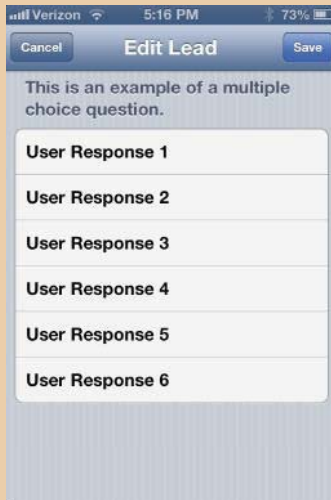 Verizon 5:16 PM 73%
Cancel Edit Lead Save
This is an example of a multiple
choice question.
User Response 1
User Response 2
User Response 3
User Response 4
User Response 5
User Response 6